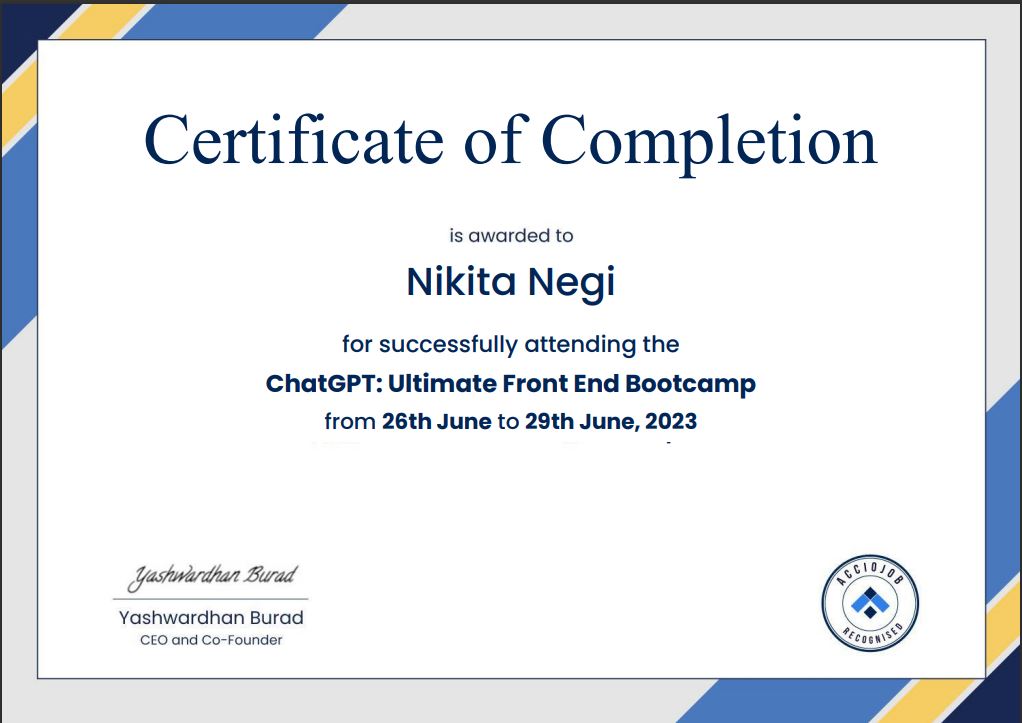 Certificate of Completion
is awarded to
Nikita Negi
for successfully attending the
ChatGPT: Ultimate Front End Bootcamp
from 26th June to 29th June, 2023
Yashwardhan Burad
Yashwardhan Burad
CEO and Co-Founder
ACCIOJOB
RECOGNISED